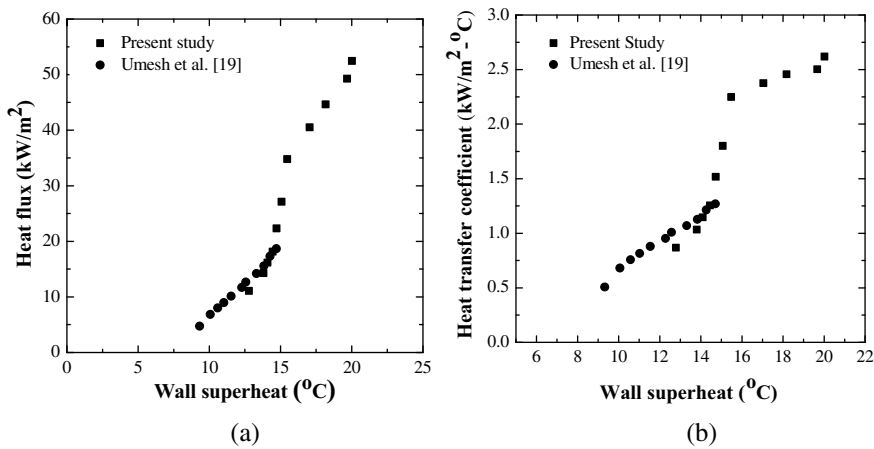 60
50
40
30
20
10
0
Heat flux (kW/m²)
Present study
Umesh et al. [19]
0 5 10 15 20 25
Wall superheat (°C)
(a)
3.0
2.5
2.0
1.5
1.0
0.5
0.0
Heat transfer coefficient (kW/m²-°C)
Present Study
Umesh et al. [19]
6 8 10 12 14 16 18 20 22
Wall superheat (°C)
(b)